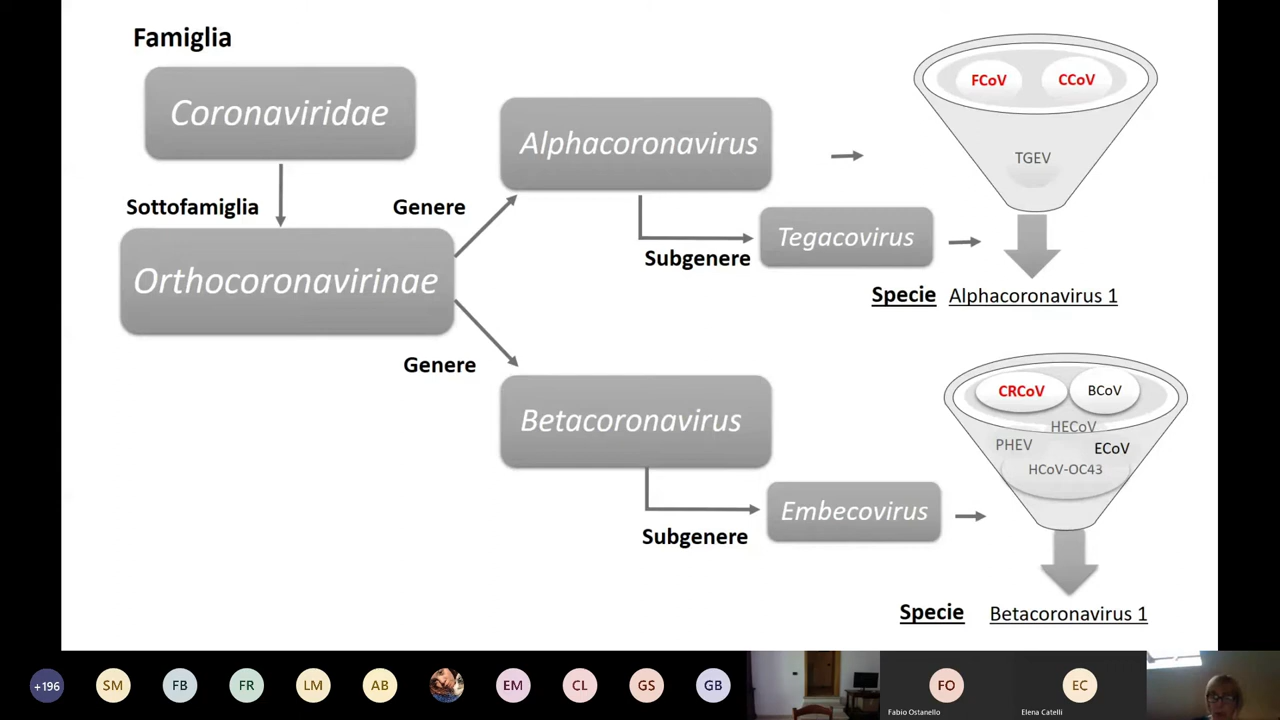 Famiglia
Coronaviridae
Sottofamiglia
Orthocoronavirinae
Genere
Alphacoronavirus
Subgenere
Tegacovirus
FCoV
CCoV
TGEV
Specie Alphacoronavirus 1
Genere
Betacoronavirus
Subgenere
Embecovirus
CRCoV
BCoV
HECoV
PHEV
ECoV
HCoV-OC43
Specie Betacoronavirus 1
+196
SM
FB
FR
LM
AB
EM
CL
GS
GB
FO
Fabio Ostanello
EC
Elena Catelli